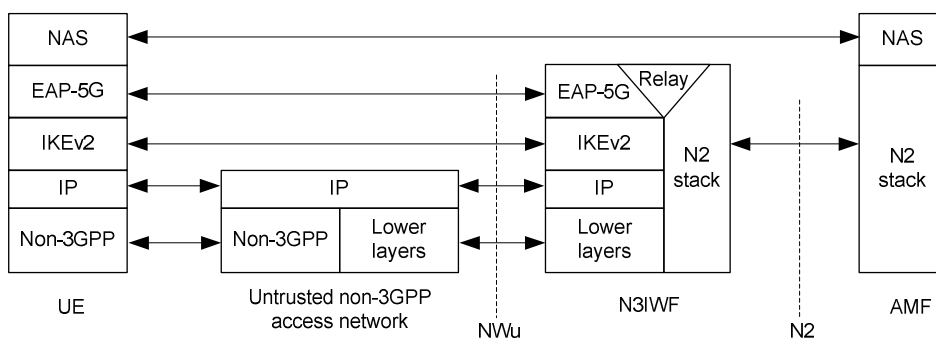 NAS
NAS
EAP-5G
EAP-5G
Relay
IKEv2
IKEv2
N2
stack
N2
stack
IP
IP
IP
Non-3GPP
Non-3GPP
Lower
layers
Lower
layers
UE
Untrusted non-3GPP
access network
NWu
N3IWF
N2
AMF